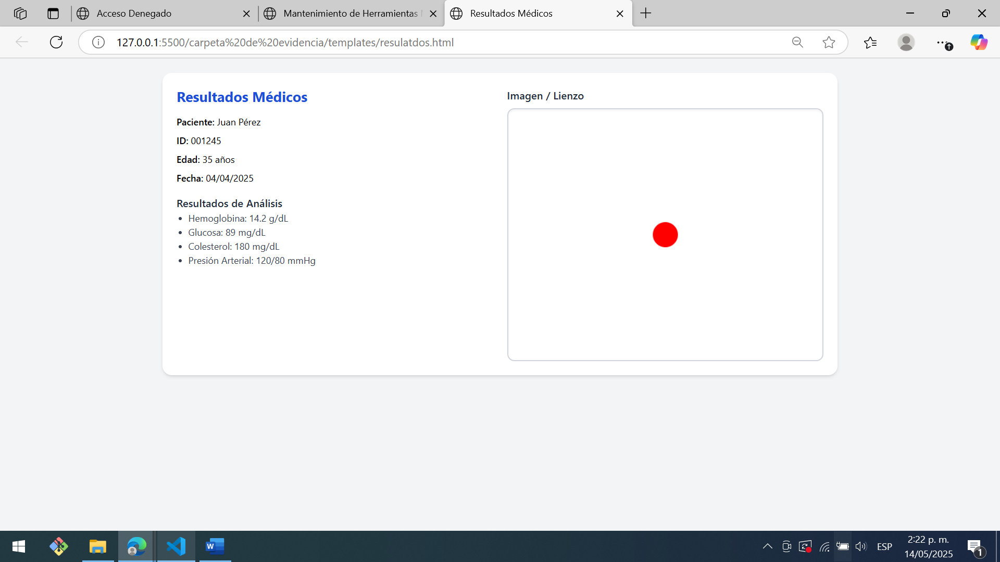 Acceso Denegado
Mantenimiento de Herramientas
Resultados Médicos
127.0.0.1:5500/carpeta%20de%20evidencia/templates/resulatdos.html
Resultados Médicos
Paciente: Juan Pérez
ID: 001245
Edad: 35 años
Fecha: 04/04/2025
Resultados de Análisis
• Hemoglobina: 14.2 g/dL
• Glucosa: 89 mg/dL
• Colesterol: 180 mg/dL
• Presión Arterial: 120/80 mmHg
Imagen / Lienzo
W
ESP
2:22 p. m.
14/05/2025
1